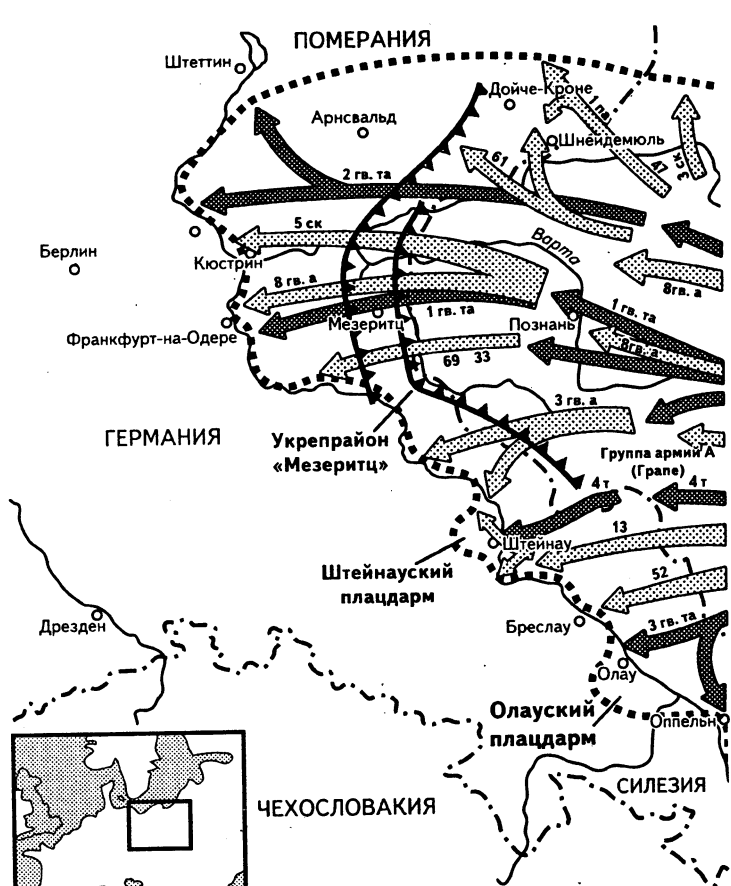 ПОМЕРАНИЯ
Штеттин
Дойче-Кроне
1 па
Арнсвальд
Шнейдемюль
61
47
3 ск
2 гв. та
5 ск
Варта
Берлин
Кюстрин
8 гв. а
8гв. а
1 гв. та
1 гв. та
Мезеритц
Познань
Франкфурт-на-Одере
8гв. а
69 33
3 гв. а
ГЕРМАНИЯ
Укрепрайон
«Мезеритц»
Группа армий А
(Грапе)
4 т
4 т
13
Штейнау
Штейнауский
плацдарм
52
Дрезден
Бреслау
3 гв. та
Олау
Олауский
плацдарм
Оппельн
СИЛЕЗИЯ
ЧЕХОСЛОВАКИЯ